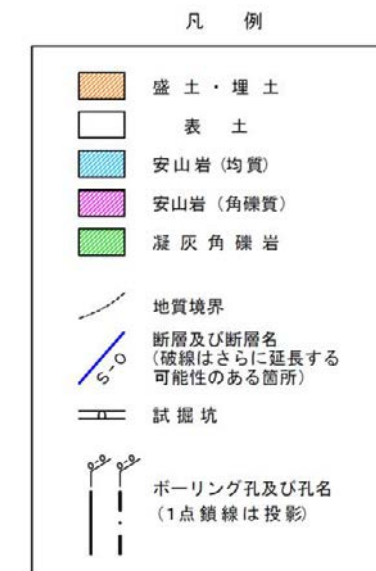 凡 例
盛 土 ・ 埋 土
表 土
安山岩 (均質)
安山岩 (角礫質)
凝 灰 角 礫 岩
地質境界
断層及び断層名
(破線はさらに延長する
可能性のある箇所)
S-O
試 掘 坑
ボーリング孔及び孔名
(1点鎖線は投影)